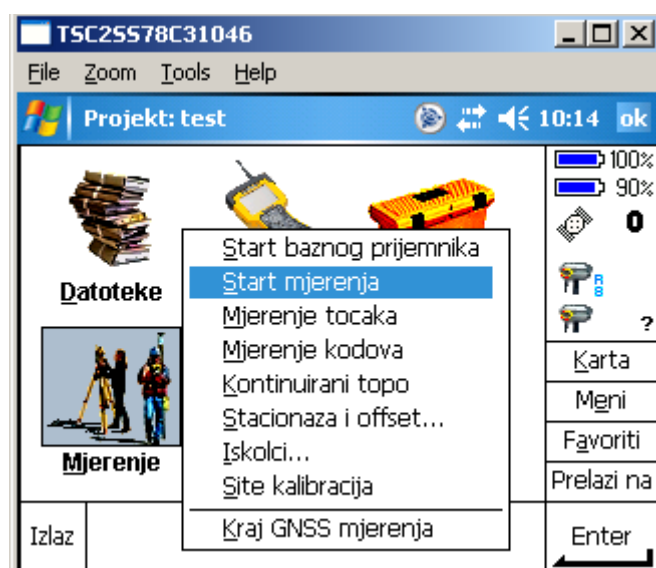 TSC2SS78C31046
File Zoom Tools Help
Projekt: test 10:14 ok
100%
90%
0
Datoteke
Start baznog prijemnika
Start mjerenja
Mjerenje tocaka
Mjerenje kodova
Kontinuirani topo
Stacionaza i offset...
Iskolci...
Site kalibracija
Kraj GNSS mjerenja
Mjerenje
R8
?
Karta
Meni
Favoriti
Prelazi na
Izlaz
Enter